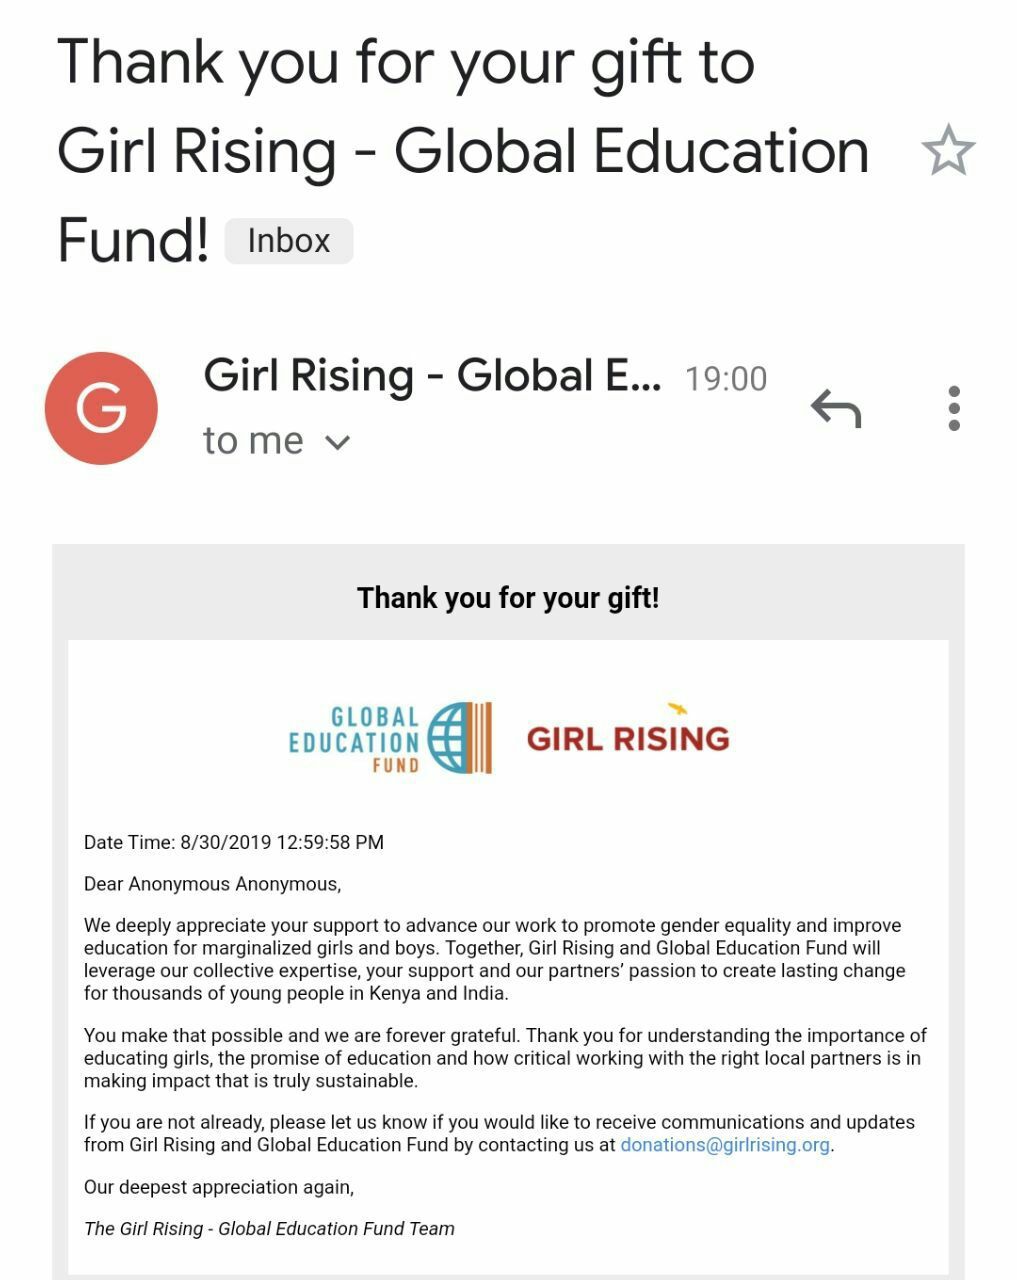 Thank you for your gift to
Girl Rising - Global Education
Fund! Inbox
G
Girl Rising - Global E... 19:00
to me
Thank you for your gift!
GLOBAL
EDUCATION
FUND
GIRL RISING
Date Time: 8/30/2019 12:59:58 PM
Dear Anonymous Anonymous,
We deeply appreciate your support to advance our work to promote gender equality and improve
education for marginalized girls and boys. Together, Girl Rising and Global Education Fund will
leverage our collective expertise, your support and our partners’ passion to create lasting change
for thousands of young people in Kenya and India.
You make that possible and we are forever grateful. Thank you for understanding the importance of
educating girls, the promise of education and how critical working with the right local partners is in
making impact that is truly sustainable.
If you are not already, please let us know if you would like to receive communications and updates
from Girl Rising and Global Education Fund by contacting us at donations@girlrising.org.
Our deepest appreciation again,
The Girl Rising - Global Education Fund Team